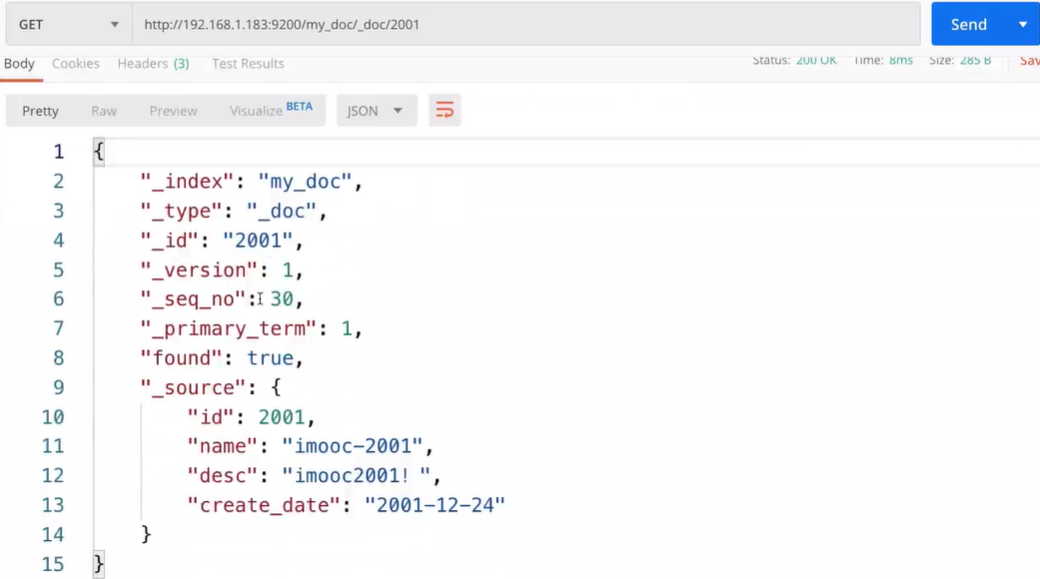 GET http://192.168.1.183:9200/my_doc/_doc/2001 Send
Body Cookies Headers (3) Test Results Status: 200 OK Time: 8ms Size: 285 B Sav
Pretty Raw Preview Visualize BETA JSON
1 {
2 "_index": "my_doc",
3 "_type": "_doc",
4 "_id": "2001",
5 "_version": 1,
6 "_seq_no": 30,
7 "_primary_term": 1,
8 "found": true,
9 "_source": {
10 "id": 2001,
11 "name": "imooc-2001",
12 "desc": "imooc2001! ",
13 "create_date": "2001-12-24"
14 }
15 }